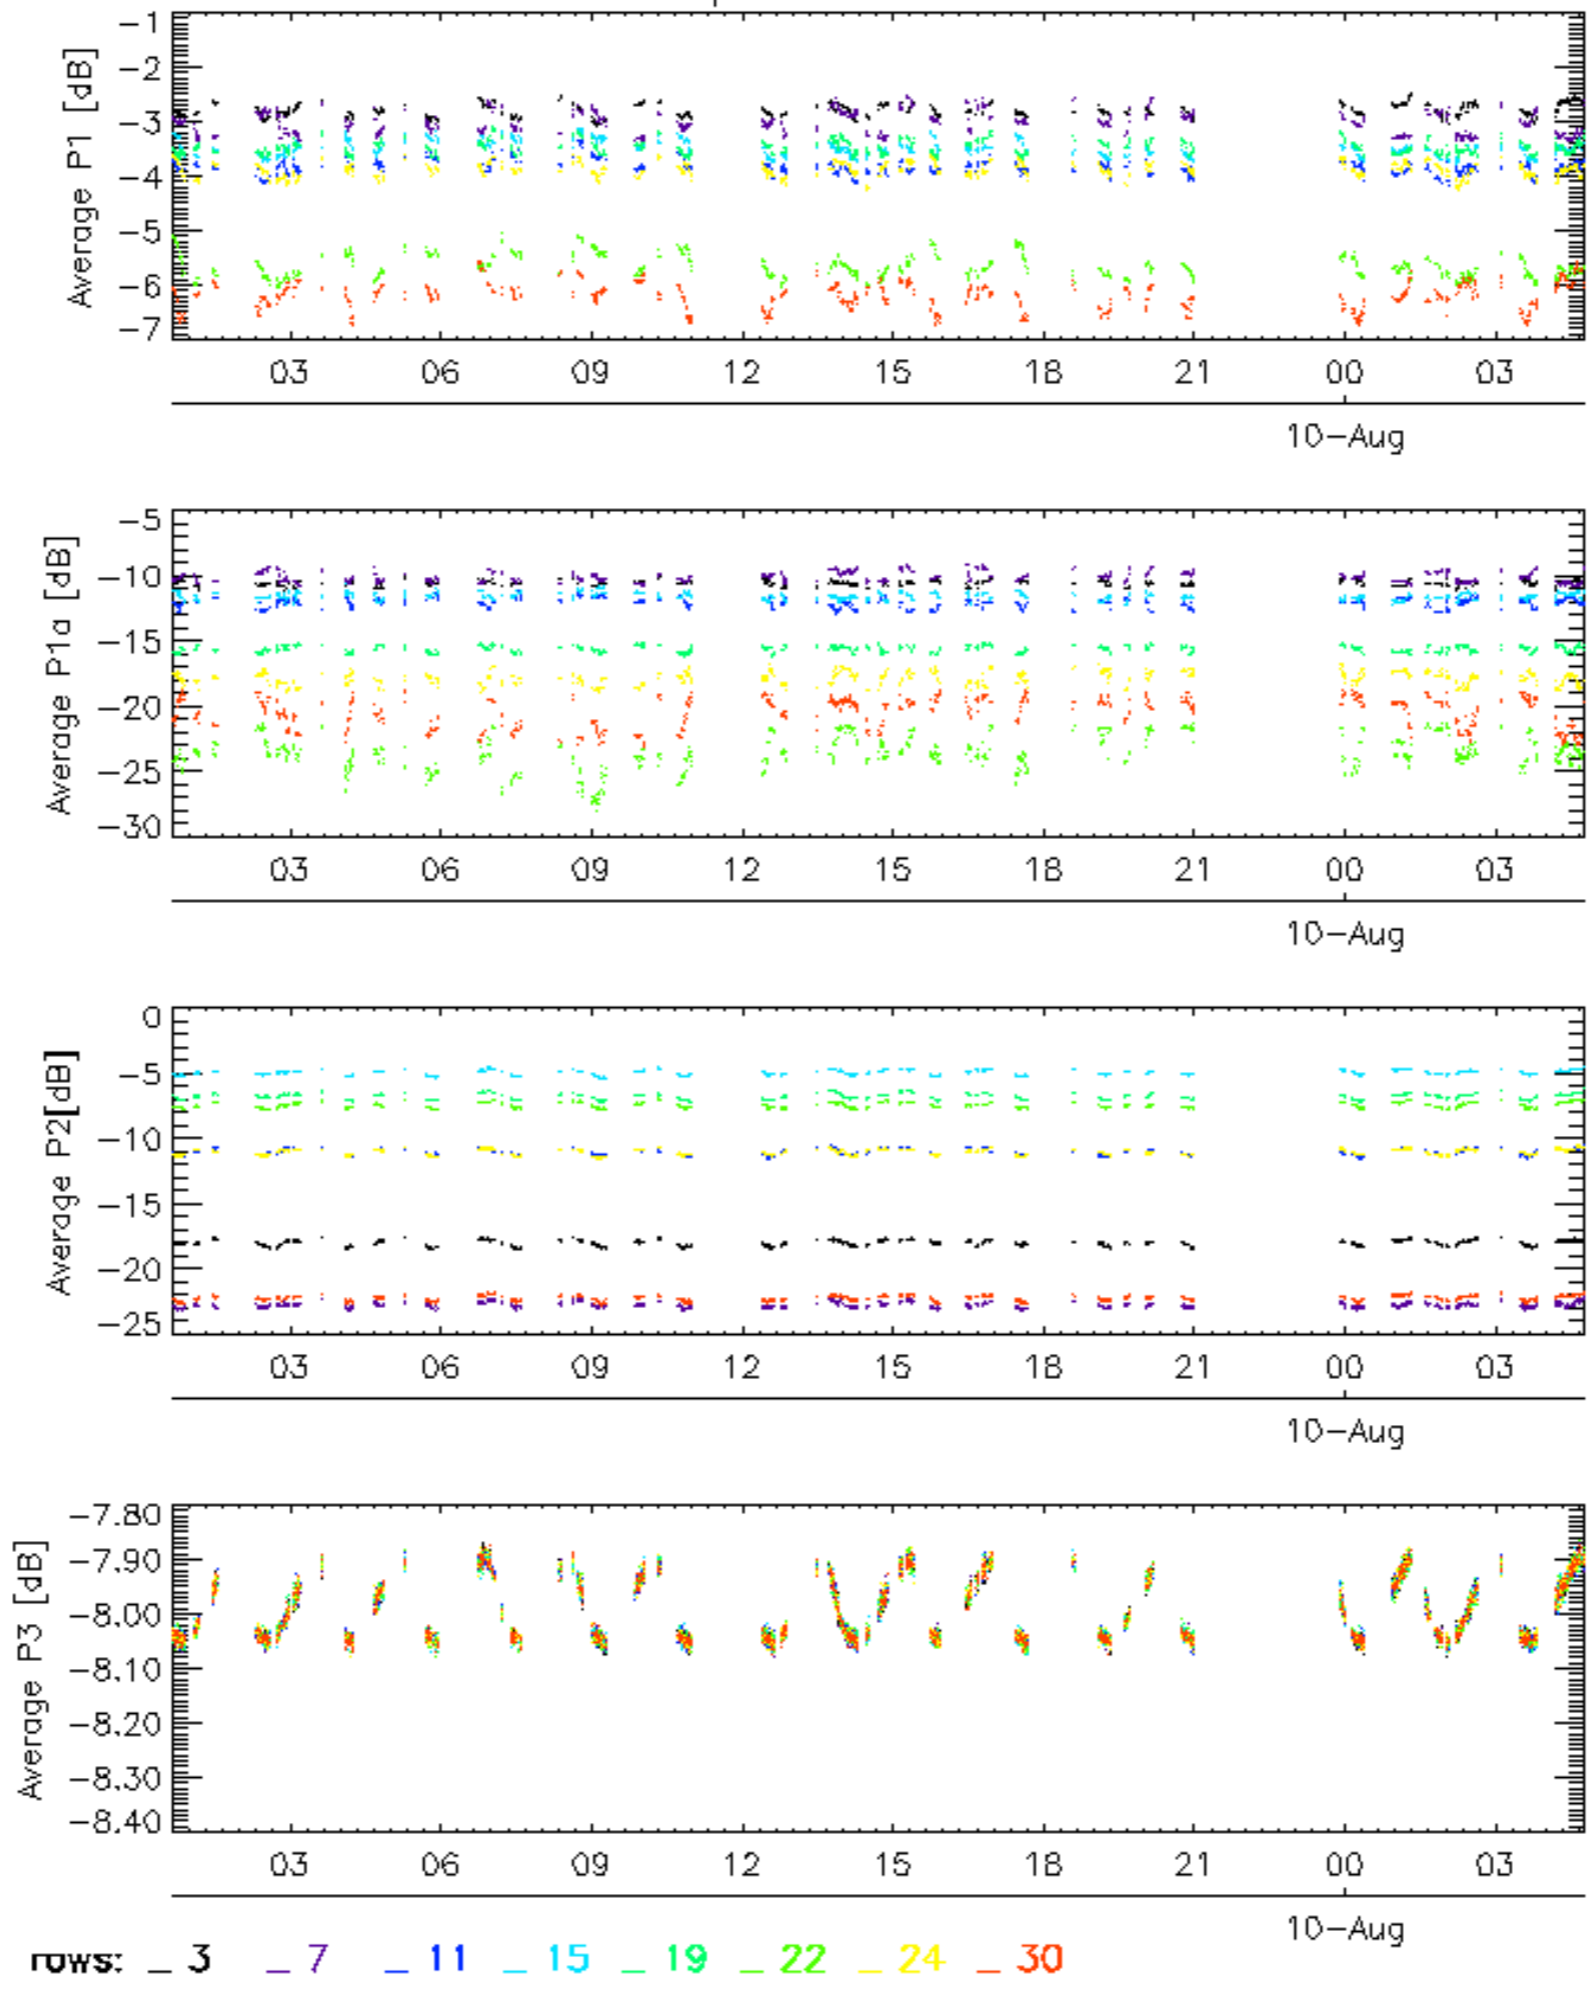 Average P1 [dB]
−1
−2
−3
−4
−5
−6
−7
03 06 09 12 15 18 21 00 03
10−Aug
Average P1a [dB]
−5
−10
−15
−20
−25
−30
03 06 09 12 15 18 21 00 03
10−Aug
Average P2[dB]
0
−5
−10
−15
−20
−25
03 06 09 12 15 18 21 00 03
10−Aug
Average P3 [dB]
−7.80
−7.90
−8.00
−8.10
−8.20
−8.30
−8.40
03 06 09 12 15 18 21 00 03
10−Aug
rows: _ 3 _ 7 _ 11 _ 15 _ 19 _ 22 _ 24 _ 30